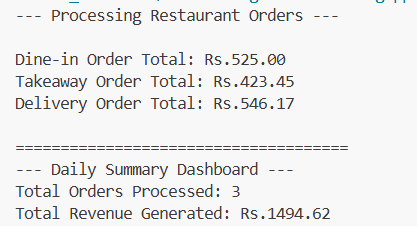 --- Processing Restaurant Orders ---
Dine-in Order Total: Rs.525.00
Takeaway Order Total: Rs.423.45
Delivery Order Total: Rs.546.17
=====================================
--- Daily Summary Dashboard ---
Total Orders Processed: 3
Total Revenue Generated: Rs.1494.62